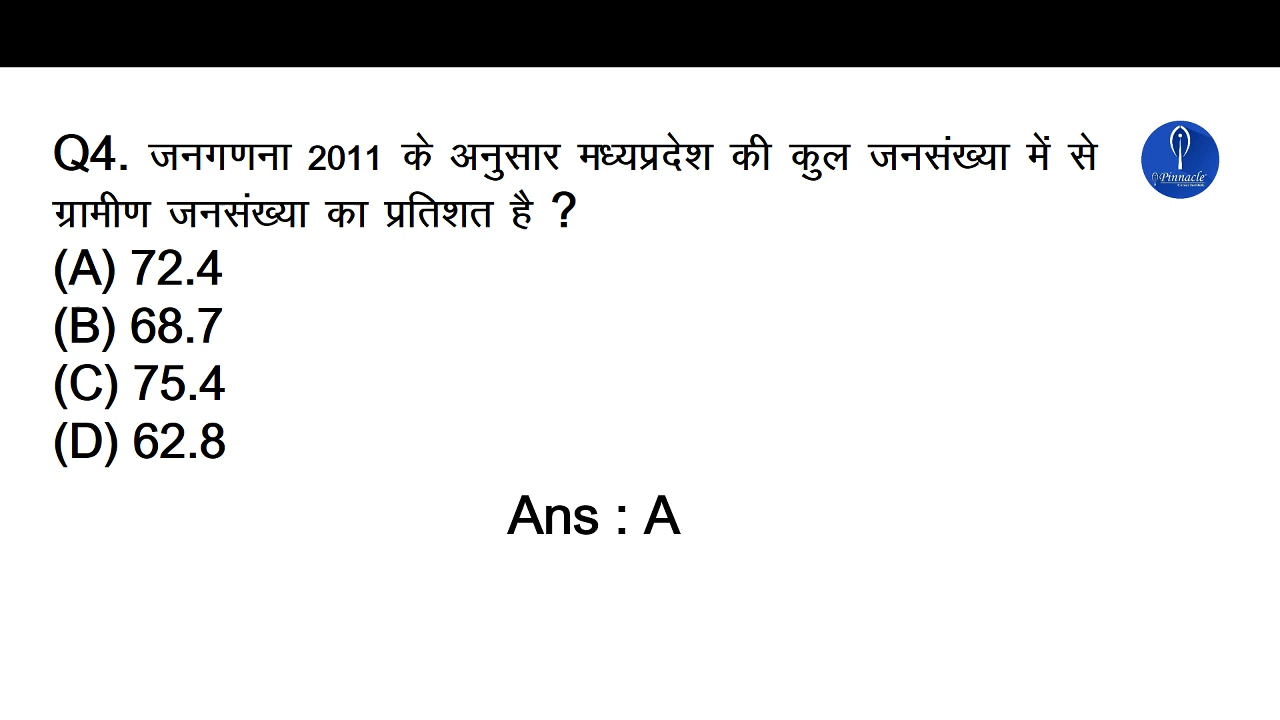 Q4. जनगणना 2011 के अनुसार मध्यप्रदेश की कुल जनसंख्या में से
ग्रामीण जनसंख्या का प्रतिशत है ?
(A) 72.4
(B) 68.7
(C) 75.4
(D) 62.8
Ans : A
Pinnacle